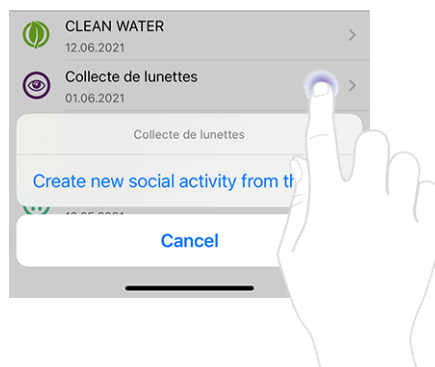 CLEAN WATER
12.06.2021
Collecte de lunettes
01.06.2021
Collecte de lunettes
Create new social activity from
Cancel